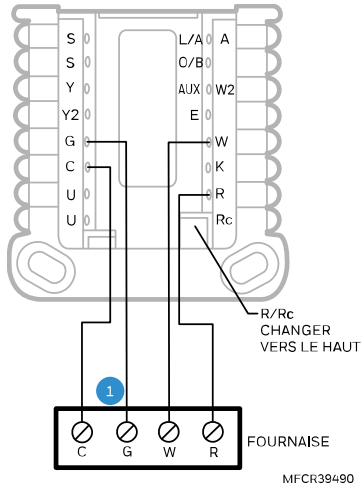 S L/A A
S O/B
Y AUX W2
Y2 E
G W
C K
U R
U Rc
R/Rc
CHANGER
VERS LE HAUT
1
C G W R
FOURNAISE
MFCR39490